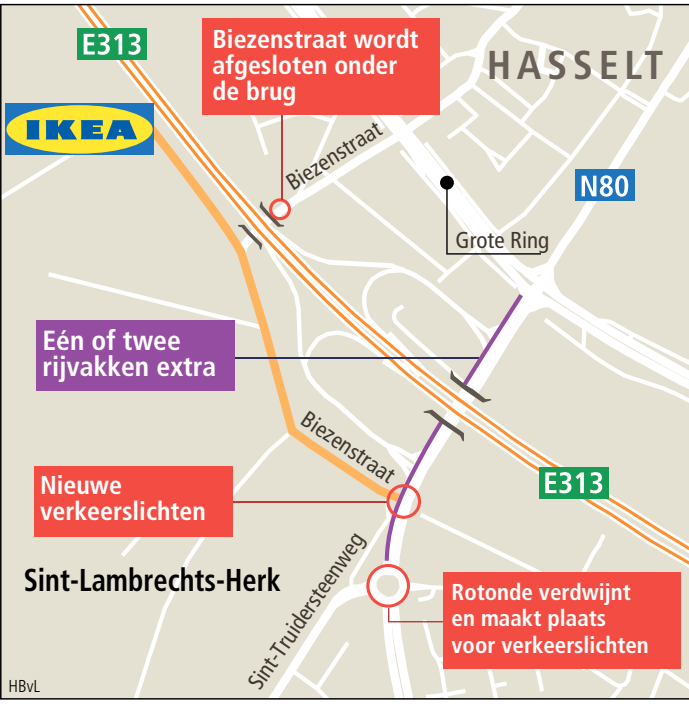 E313
Biezenstraat wordt
afgesloten onder
de brug
HASSELT
IKEA
Biezenstraat
N80
Grote Ring
Eén of twee
rijvakken extra
Biezenstraat
Nieuwe
verkeerslichten
E313
Sint-Lambrechts-Herk
Sint-Truidersteenweg
Rotonde verdwijnt
en maakt plaats
voor verkeerslichten
HBvL